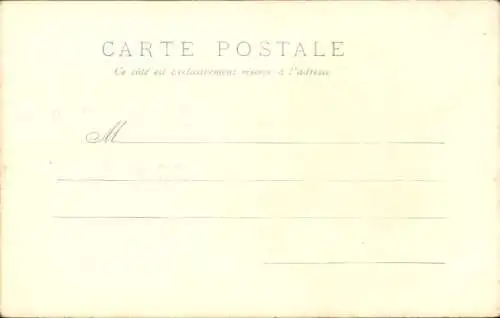 CARTE POSTALE
Ce côté est exclusivement réservé à l'adresse
M